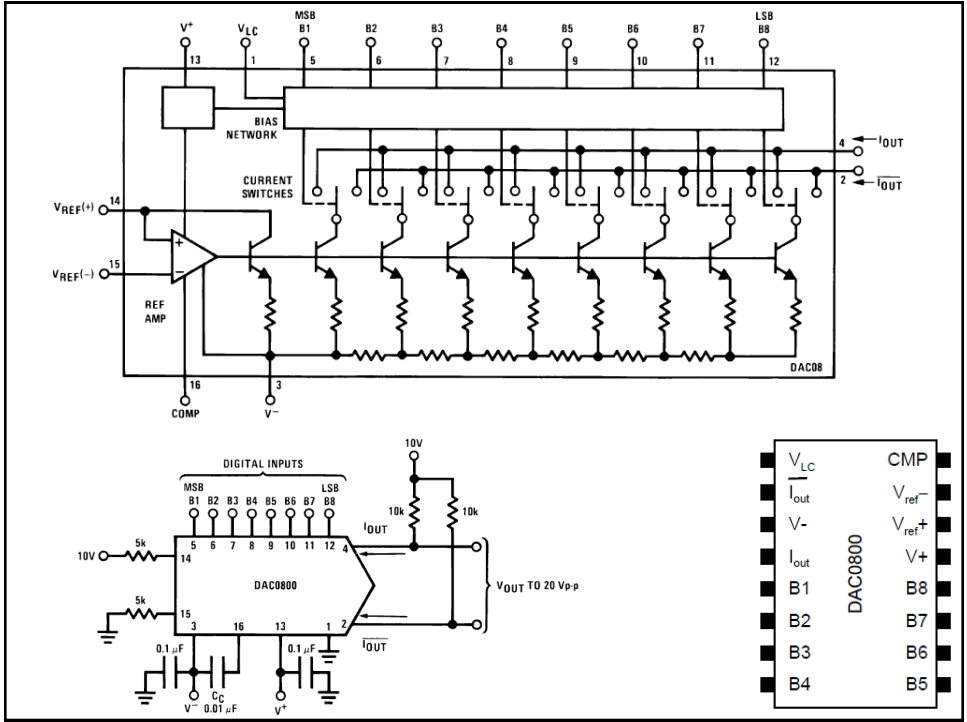 V+
VLC
MSB
B1
B2
B3
B4
B5
B6
B7
LSB
B8
13
1
5
6
7
8
9
10
11
12
BIAS
NETWORK
4
IOUT
CURRENT
SWITCHES
2
IOUT
14
VREF(+)
+
15
VREF(−)
−
REF
AMP
DAC08
16
3
COMP
V−
10V
DIGITAL INPUTS
MSB
LSB
B1 B2 B3 B4 B5 B6 B7 B8
10k
10k
IOUT
5 6 7 8 9 10 11 12 4
5k
10V
14
DAC0800
VOUT TO 20 Vp-p
5k
15
3
16
13
1
2
IOUT
0.1 µF
0.1 µF
CC
V−
0.01 µF
V+
VLC
CMP
Iout
Vref−
V-
Vref+
Iout
V+
DAC0800
B1
B8
B2
B7
B3
B6
B4
B5